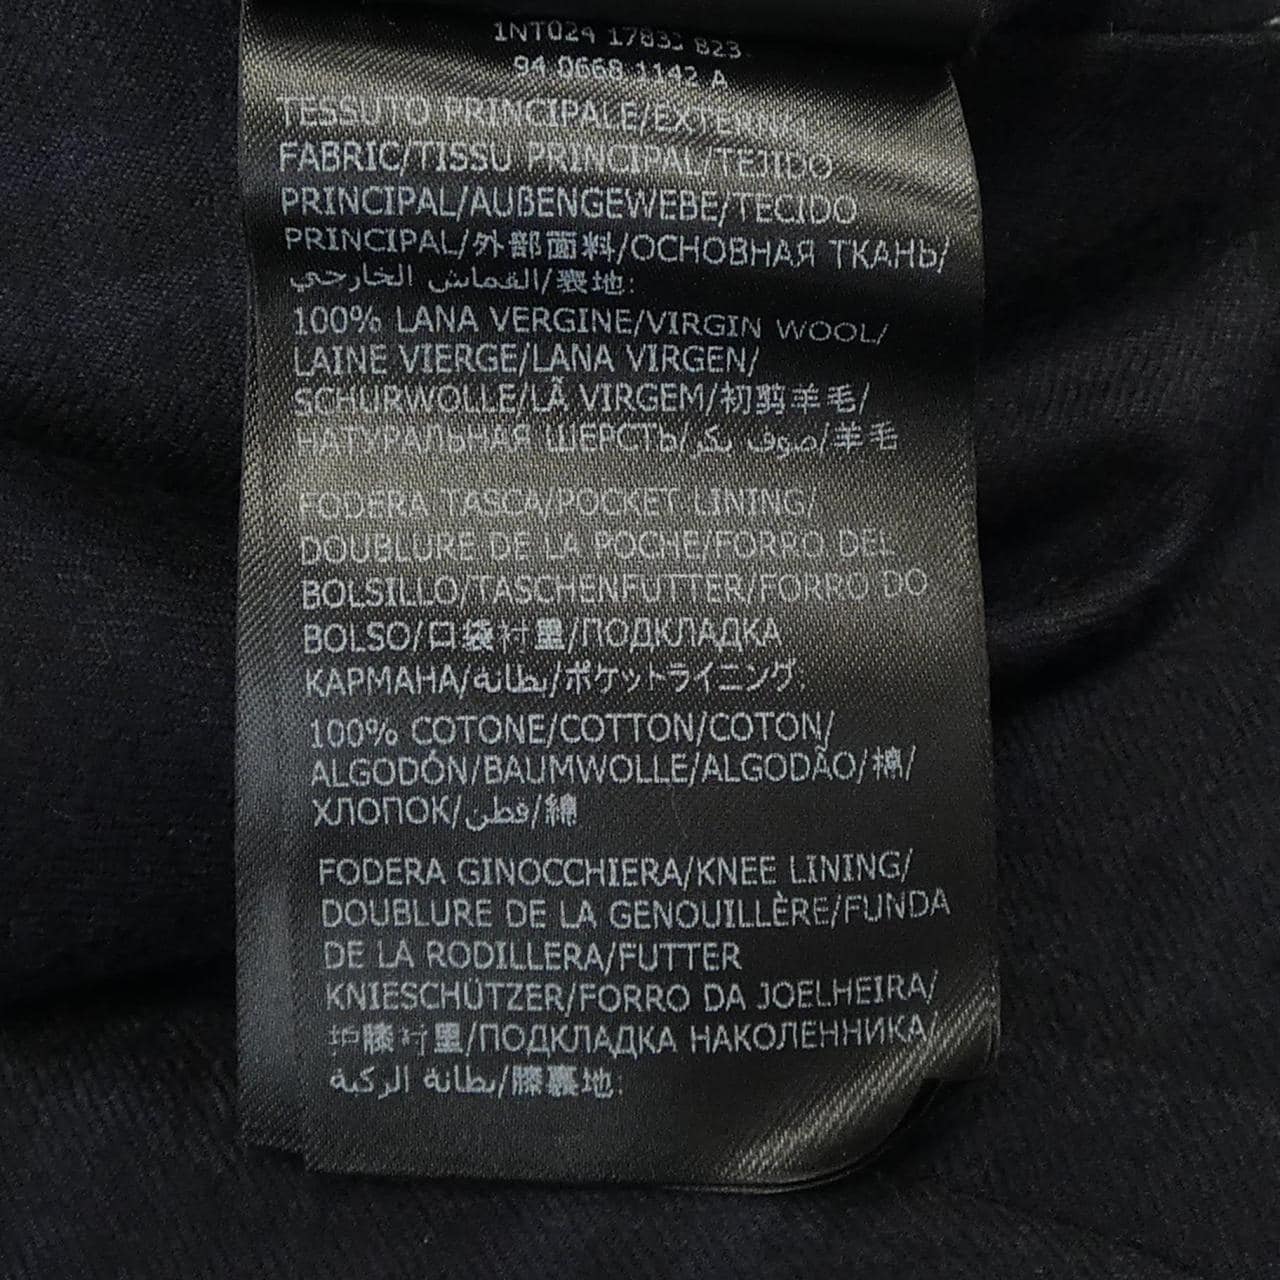 1NT024 17833 823
94 0668 1142 A
TESSUTO PRINCIPALE/EXTERNAL
FABRIC/TISSU PRINCIPAL/TEJIDO
PRINCIPAL/AUßENGEWEBE/TECIDO
PRINCIPAL/外部面料/ОСНОВНАЯ ТКАНЬ/
القماش الخارجي/表地:
100% LANA VERGINE/VIRGIN WOOL/
LAINE VIERGE/LANA VIRGEN/
SCHURWOLLE/LÃ VIRGEM/初剪羊毛/
НАТУРАЛЬНАЯ ШЕРСТЬ/صوف بكر/羊毛
FODERA TASCA/POCKET LINING/
DOUBLURE DE LA POCHE/FORRO DEL
BOLSILLO/TASCHENFUTTER/FORRO DO
BOLSO/口袋衬里/ПОДКЛАДКА
КАРМАНА/بطانة/ポケットライニング:
100% COTONE/COTTON/COTON/
ALGODÓN/BAUMWOLLE/ALGODÃO/棉/
ХЛОПОК/قطن/綿
FODERA GINOCCHIERA/KNEE LINING/
DOUBLURE DE LA GENOUILLÈRE/FUNDA
DE LA RODILLERA/FUTTER
KNIESCHÜTZER/FORRO DA JOELHEIRA/
护膝衬里/ПОДКЛАДКА НАКОЛЕННИКА/
بطانة الركبة/膝裏地: